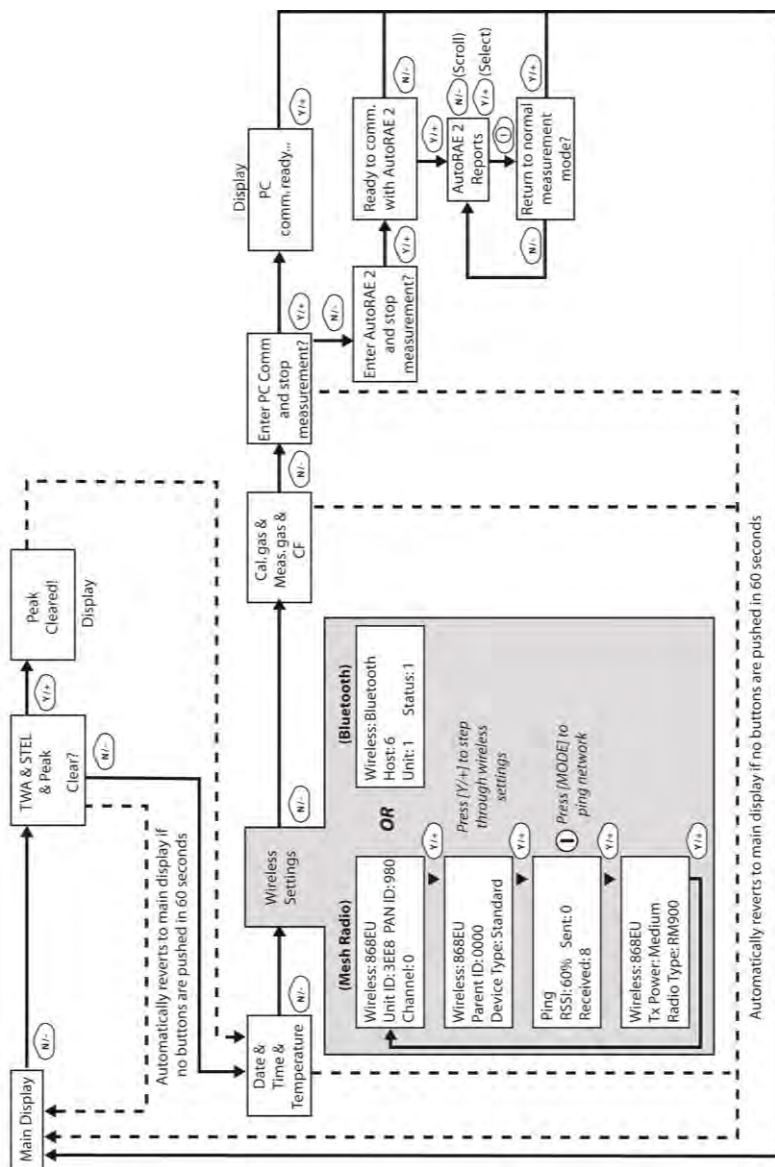 Main Display
N/-
TWA & STEL
& Peak
Clear?
Y/+
Peak
Cleared!
Display
N/-
Automatically reverts to main display if
no buttons are pushed in 60 seconds
Date &
Time &
Temperature
N/-
Wireless
Settings
N/-
Cal. gas &
Meas. gas &
CF
N/-
Enter PC Comm
and stop
measurement?
Y/+
Display
PC
comm. ready...
Y/+
N/-
Enter AutoRAE 2
and stop
measurement?
Y/+
Ready to comm.
with AutoRAE 2
N/-
Y/+
AutoRAE 2
Reports
N/- (Scroll)
Y/+ (Select)
Return to normal
measurement
mode?
N/-
Y/+
(Mesh Radio)
Wireless: 868EU
Unit ID: 3EE8 PAN ID: 980
Channel: 0
OR
(Bluetooth)
Wireless: Bluetooth
Host: 6
Unit: 1 Status: 1
Y/+
Press [Y/+] to step
through wireless
settings
Wireless: 868EU
Parent ID: 0000
Device Type: Standard
Y/+
Press [MODE] to
ping network
Ping
RSSI: 60% Sent: 0
Received: 8
Y/+
Wireless: 868EU
Tx Power: Medium
Radio Type: RM900
Y/+
Automatically reverts to main display if no buttons are pushed in 60 seconds